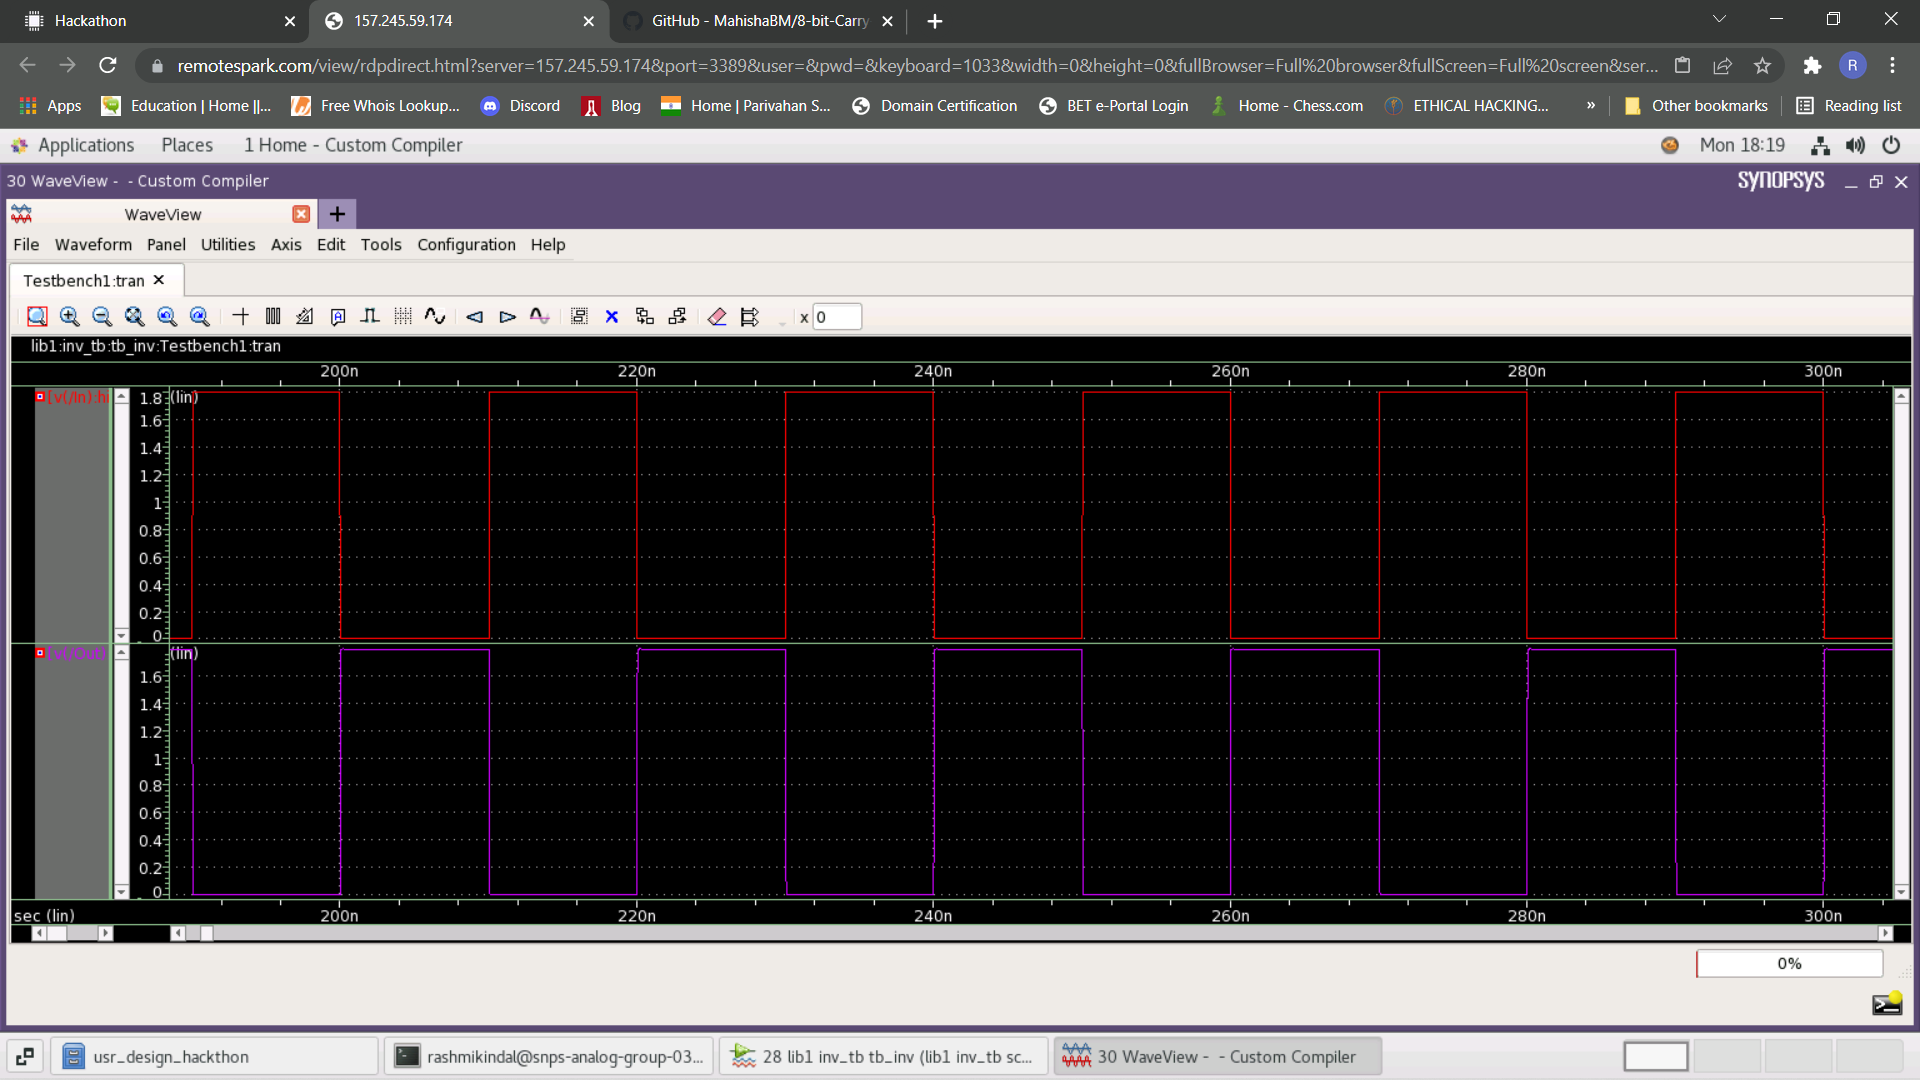 Hackathon
157.245.59.174
GitHub - MahishaBM/8-bit-Carry
remotespark.com/view/rdpdirect.html?server=157.245.59.174&port=3389&user=&pwd=&keyboard=1033&width=0&height=0&fullBrowser=Full%20browser&fullScreen=Full%20screen&ser...
R
Apps Education | Home ||... Free Whois Lookup... Discord Blog Home | Parivahan S... Domain Certification BET e-Portal Login Home - Chess.com ETHICAL HACKING... » Other bookmarks Reading list
Applications Places 1 Home - Custom Compiler Mon 18:19
30 WaveView - - Custom Compiler SYNOPSYS
WaveView
File Waveform Panel Utilities Axis Edit Tools Configuration Help
Testbench1:tran
x 0
lib1:inv_tb:tb_inv:Testbench1:tran
200n 220n 240n 260n 280n 300n
[v(/In):hi
(lin)
1.8
1.6
1.4
1.2
1
0.8
0.6
0.4
0.2
0
[v(/Out)
(lin)
1.6
1.4
1.2
1
0.8
0.6
0.4
0.2
0
sec (lin) 200n 220n 240n 260n 280n 300n
0%
usr_design_hackthon rashmikindal@snps-analog-group-03... 28 lib1 inv_tb tb_inv (lib1 inv_tb sc... 30 WaveView - - Custom Compiler